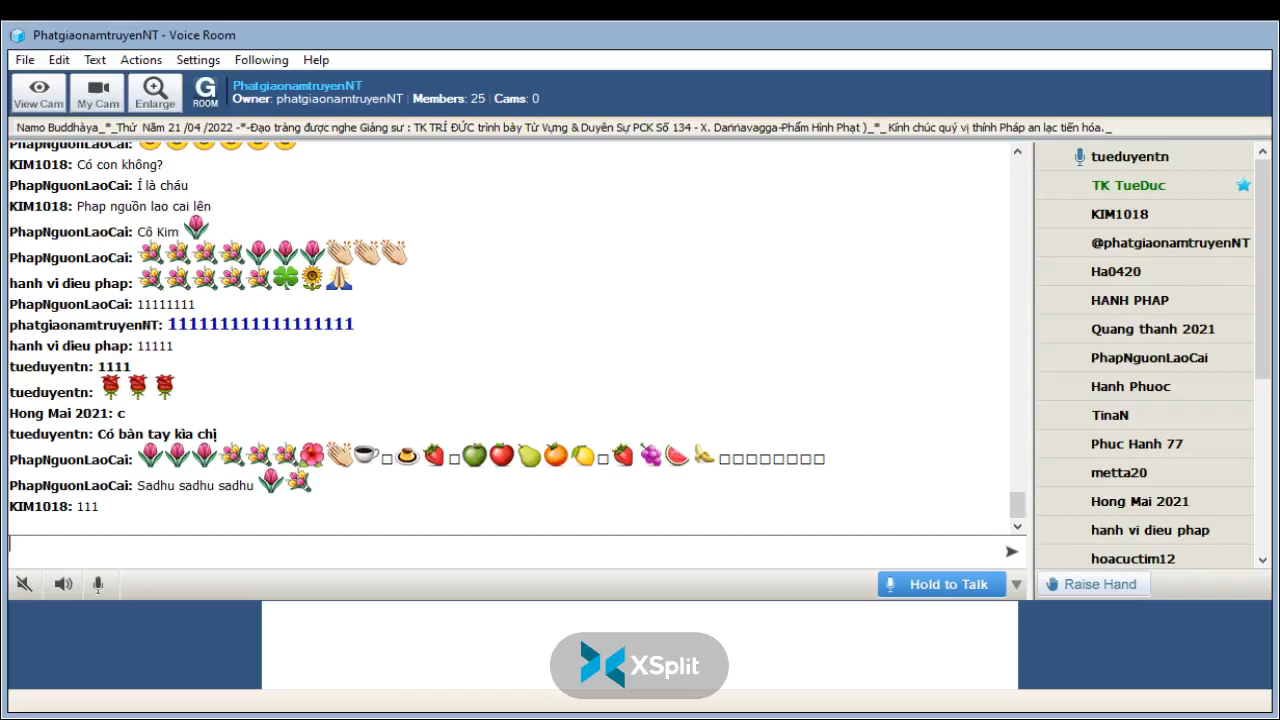 PhatgiaonamtruyenNT - Voice Room
File Edit Text Actions Settings Following Help
View Cam My Cam Enlarge G ROOM
PhatgiaonamtruyenNT
Owner: phatgiaonamtruyenNT | Members: 25 | Cams: 0
Namo Buddhàya_*_Thứ Năm 21 /04 /2022 -*-Đạo tràng được nghe Giảng sư : TK TRÍ ĐỨC trình bày Từ Vựng & Duyên Sự PCK Số 134 - X. Daṇṇavagga-Phẩm Hình Phạt )_*_ Kính chúc quý vị thính Pháp an lạc tiến hóa._
PhapNguonLaoCai:
KIM1018: Có con không?
PhapNguonLaoCai: Í là cháu
KIM1018: Phap nguồn lao cai lên
PhapNguonLaoCai: Cô Kim
PhapNguonLaoCai:
hanh vi dieu phap:
PhapNguonLaoCai: 11111111
phatgiaonamtruyenNT: 111111111111111111
hanh vi dieu phap: 11111
tueduyentn: 1111
tueduyentn:
Hong Mai 2021: c
tueduyentn: Có bàn tay kìa chị
PhapNguonLaoCai:
PhapNguonLaoCai: Sadhu sadhu sadhu
KIM1018: 111
tueduyentn
TK TueDuc
KIM1018
@phatgiaonamtruyenNT
Ha0420
HANH PHAP
Quang thanh 2021
PhapNguonLaoCai
Hanh Phuoc
TinaN
Phuc Hanh 77
metta20
Hong Mai 2021
hanh vi dieu phap
hoacuctim12
Hold to Talk
Raise Hand
XSplit